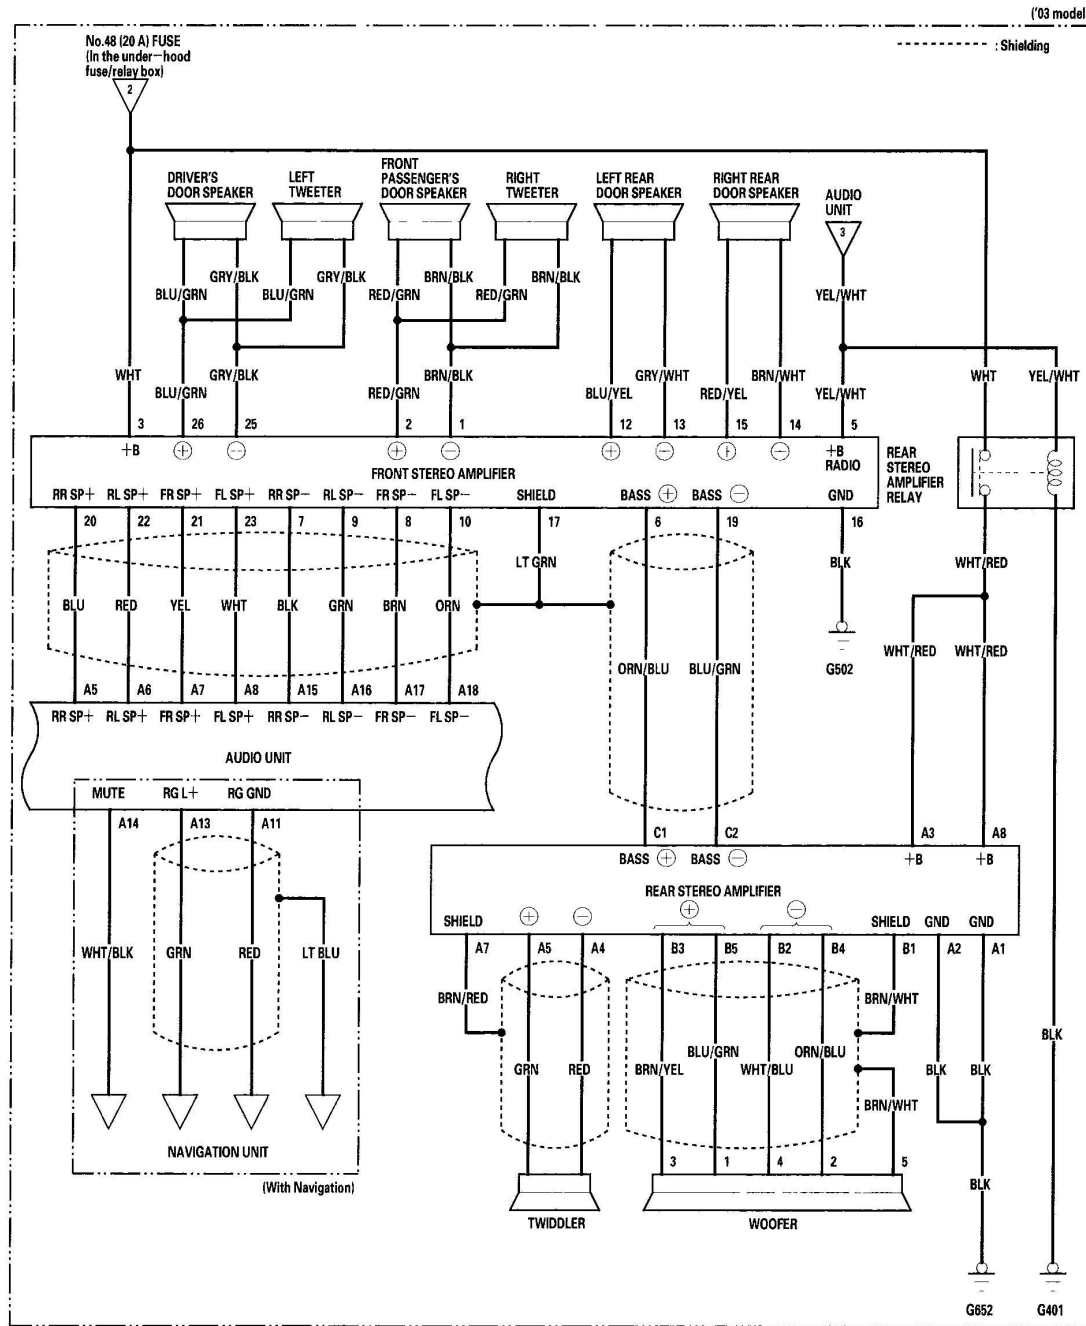 ('03 model
No.48 (20 A) FUSE
(In the under-hood
fuse/relay box)
2
: Shielding
DRIVER'S
DOOR SPEAKER
LEFT
TWEETER
FRONT
PASSENGER'S
DOOR SPEAKER
RIGHT
TWEETER
LEFT REAR
DOOR SPEAKER
RIGHT REAR
DOOR SPEAKER
AUDIO
UNIT
3
GRY/BLK GRY/BLK BRN/BLK BRN/BLK
BLU/GRN BLU/GRN RED/GRN RED/GRN YEL/WHT
WHT GRY/BLK BRN/BLK GRY/WHT BRN/WHT WHT YEL/WHT
BLU/GRN RED/GRN BLU/YEL RED/YEL YEL/WHT
3 26 25 2 1 12 13 15 14 5
+B + − + − + − + − +B
RADIO
FRONT STEREO AMPLIFIER
REAR
STEREO
AMPLIFIER
RELAY
RR SP+ RL SP+ FR SP+ FL SP+ RR SP− RL SP− FR SP− FL SP− SHIELD BASS + BASS − GND
20 22 21 23 7 9 8 10 17 6 19 16
LT GRN BLK WHT/RED
BLU RED YEL WHT BLK GRN BRN ORN
WHT/RED WHT/RED
ORN/BLU BLU/GRN G502
A5 A6 A7 A8 A15 A16 A17 A18
RR SP+ RL SP+ FR SP+ FL SP+ RR SP− RL SP− FR SP− FL SP−
AUDIO UNIT
MUTE RG L+ RG GND
A14 A13 A11
C1 C2 A3 A8
BASS + BASS − +B +B
REAR STEREO AMPLIFIER
SHIELD + − + − SHIELD GND GND
A7 A5 A4 B3 B5 B2 B4 B1 A2 A1
WHT/BLK GRN RED LT BLU
BRN/RED BRN/WHT
BLU/GRN ORN/BLU BLK
GRN RED BRN/YEL WHT/BLU BLK BLK
BRN/WHT
NAVIGATION UNIT
(With Navigation)
3 1 4 2 5
BLK
TWIDDLER
WOOFER
G652 G401